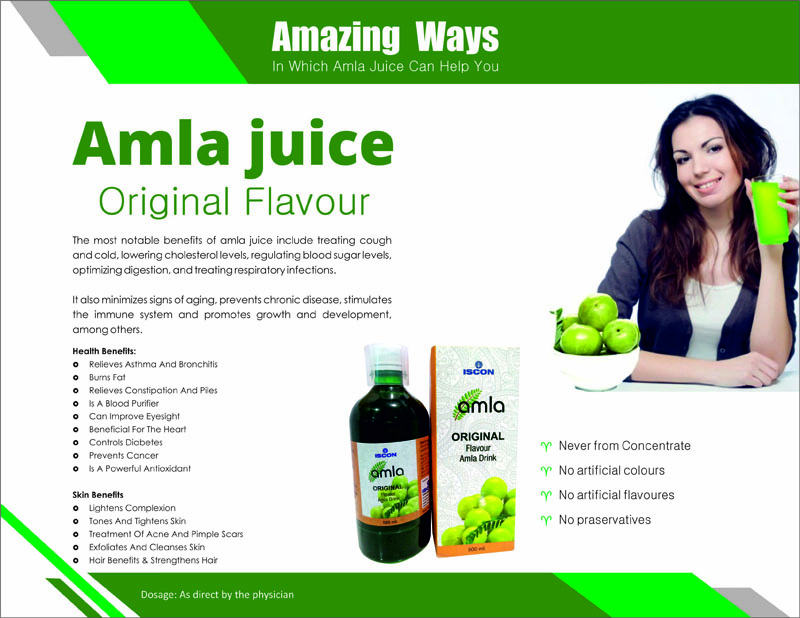 Amazing Ways
In Which Amla Juice Can Help You
Amla juice
Original Flavour
The most notable benefits of amla juice include treating cough
and cold, lowering cholesterol levels, regulating blood sugar levels,
optimizing digestion, and treating respiratory infections.
It also minimizes signs of aging, prevents chronic disease, stimulates
the immune system and promotes growth and development,
among others.
Health Benefits:
Relieves Asthma And Bronchitis
Burns Fat
Relieves Constipation And Piles
Is A Blood Purifier
Can Improve Eyesight
Beneficial For The Heart
Controls Diabetes
Prevents Cancer
Is A Powerful Antioxidant
Skin Benefits
Lightens Complexion
Tones And Tightens Skin
Treatment Of Acne And Pimple Scars
Exfoliates And Cleanses Skin
Hair Benefits & Strengthens Hair
ISCON
amla
ORIGINAL
Flavour
Amla Drink
500 ml
ISCON
amla
ORIGINAL
Flavour
Amla Drink
500 ml
Never from Concentrate
No artificial colours
No artificial flavoures
No praservatives
Dosage: As direct by the physician